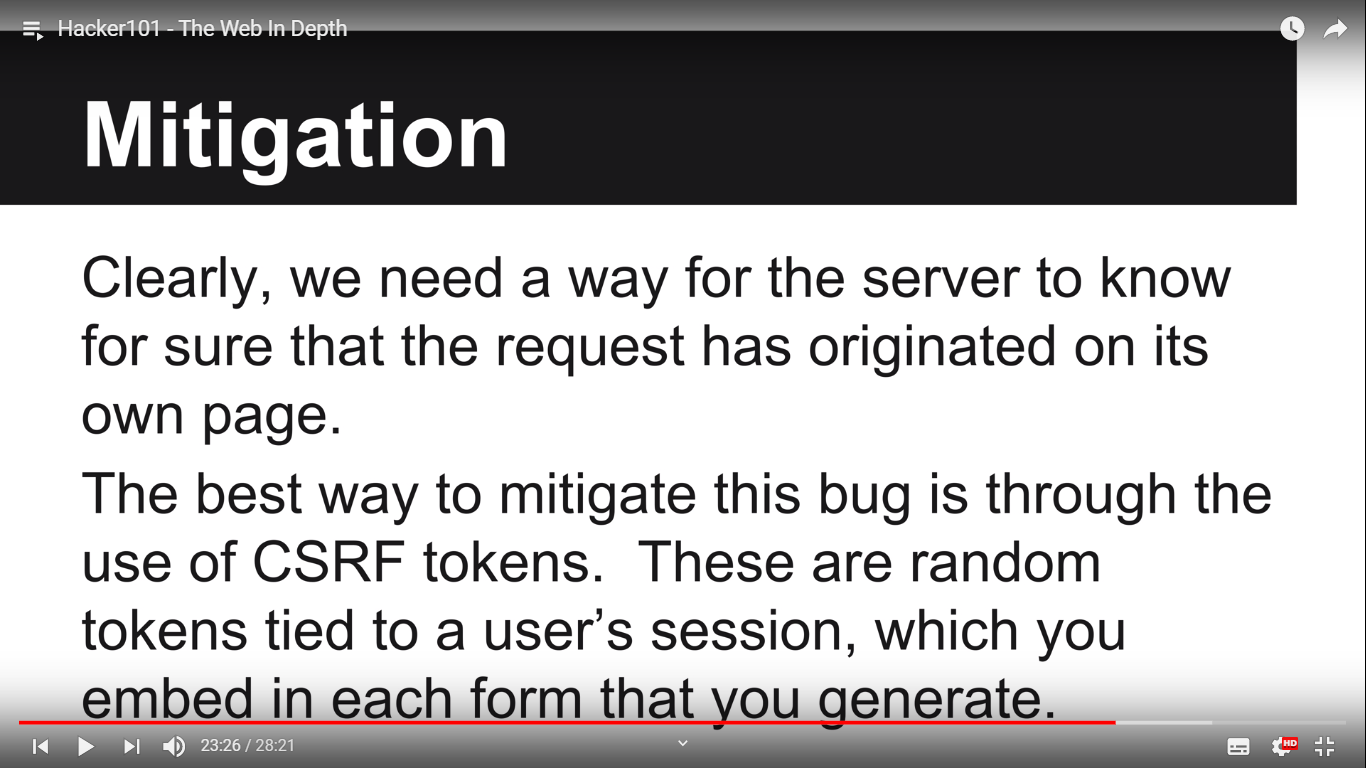 Hacker101 - The Web In Depth
Mitigation
Clearly, we need a way for the server to know
for sure that the request has originated on its
own page.
The best way to mitigate this bug is through the
use of CSRF tokens.  These are random
tokens tied to a user’s session, which you
embed in each form that you generate.
23:26 / 28:21
HD